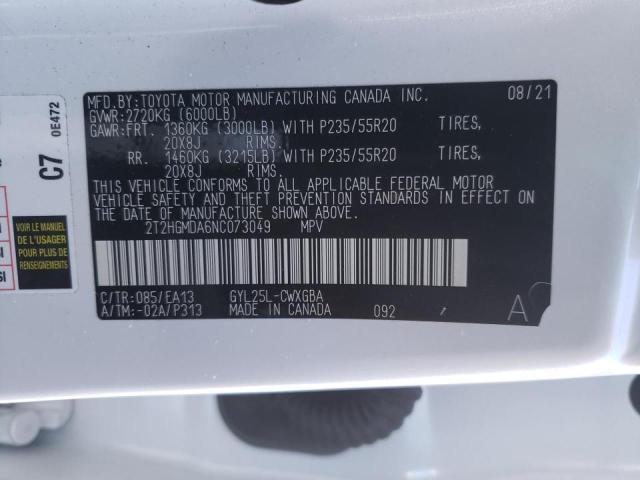 MFD.BY:TOYOTA MOTOR MANUFACTURING CANADA INC. 08/21
GVWR:2720KG (6000LB)
GAWR:FRT. 1360KG (3000LB) WITH P235/55R20 TIRES,
20X8J RIMS.
RR. 1460KG (3215LB) WITH P235/55R20 TIRES,
20X8J RIMS.
THIS VEHICLE CONFORMS TO ALL APPLICABLE FEDERAL MOTOR
VEHICLE SAFETY AND THEFT PREVENTION STANDARDS IN EFFECT ON
THE DATE OF MANUFACTURE SHOWN ABOVE.
2T2HGMDA6NC073049 MPV
C/TR:085/EA13 GYL25L-CWXGBA
A/TM:-02A/P313 MADE IN CANADA 092
A
C7
0E472
VOIR LE MANUEL
DE L'USAGER
POUR PLUS DE
RENSEIGNEMENTS